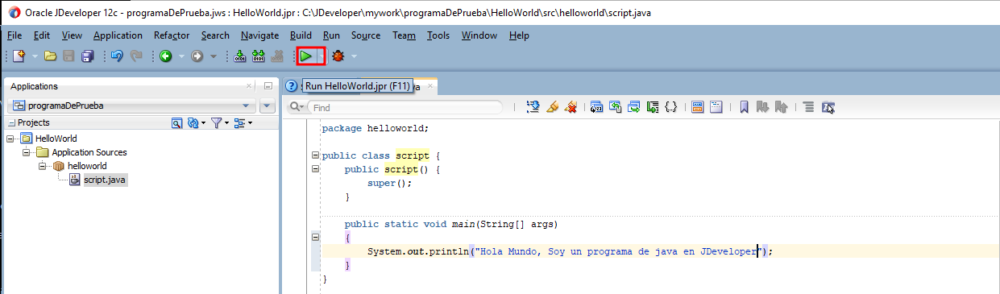 Oracle JDeveloper 12c - programaDePrueba.jws : HelloWorld.jpr : C:\JDeveloper\mywork\programaDePrueba\HelloWorld\src\helloworld\script.java
File Edit View Application Refactor Search Navigate Build Run Source Team Tools Window Help
Applications
Run HelloWorld.jpr (F11)
programaDePrueba
Find
Projects
HelloWorld
Application Sources
helloworld
script.java
package helloworld;
public class script {
public script() {
super();
}
public static void main(String[] args)
{
System.out.println("Hola Mundo, Soy un programa de java en JDeveloper");
}
}